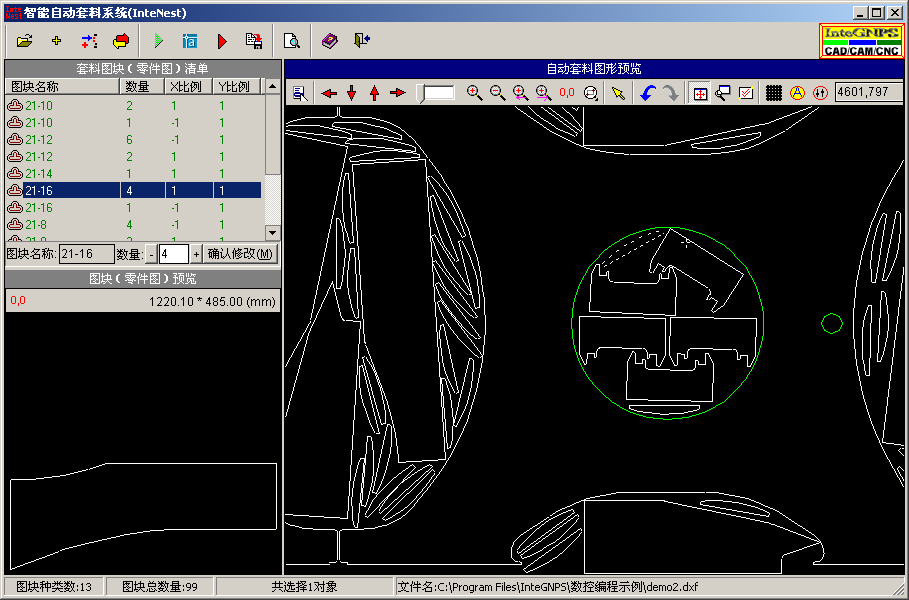 智能自动套料系统(InteNest)
InteGNPS
CAD/CAM/CNC
套料图块(零件图)清单
图块名称 数量 X比例 Y比例
21-10 2 1 1
21-10 1 -1 1
21-12 6 -1 1
21-12 2 1 1
21-14 1 1 1
21-16 4 1 1
21-16 1 -1 1
21-8 4 -1 1
图块名称: 21-16 数量: - 4 + 确认修改(M)
图块(零件图)预览
0,0 1220.10 * 485.00 (mm)
自动套料图形预览
0,0 4601,797
图块种类数:13 图块总数量:99 共选择1对象 文件名:C:\Program Files\InteGNPS\数控编程示例\demo2.dxf